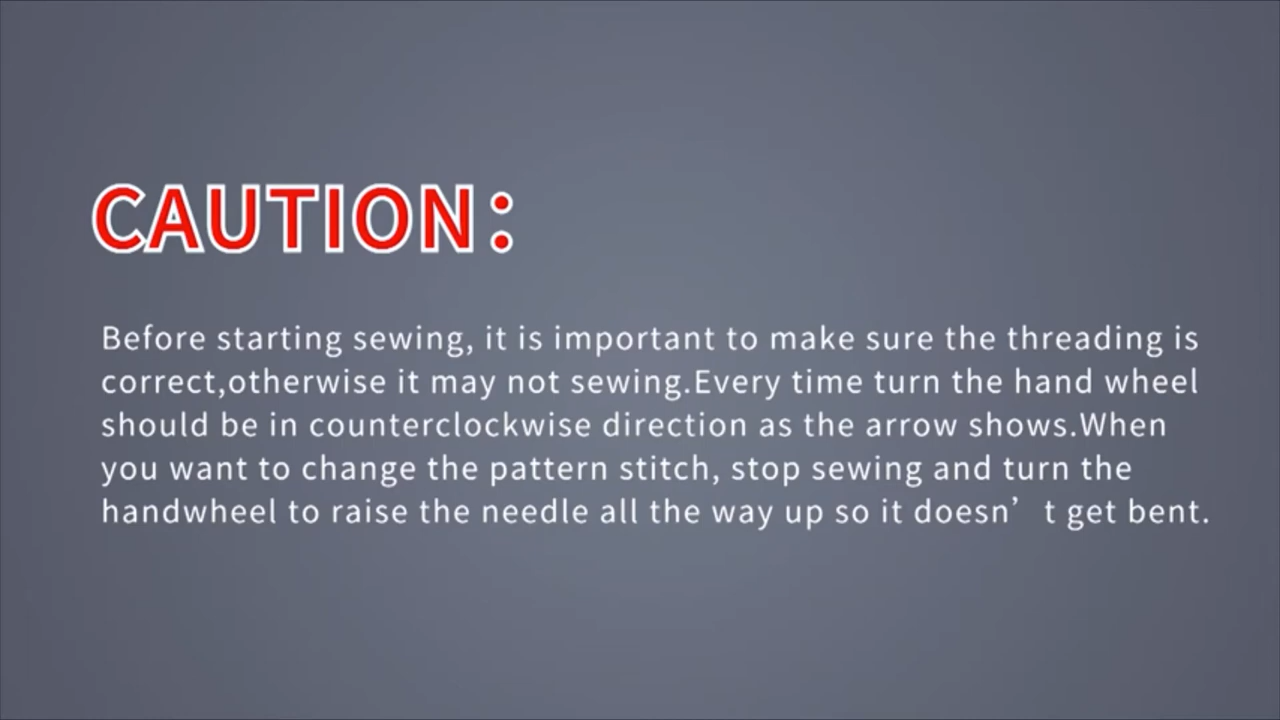 CAUTION：
Before starting sewing, it is important to make sure the threading is
correct,otherwise it may not sewing.Every time turn the hand wheel
should be in counterclockwise direction as the arrow shows.When
you want to change the pattern stitch, stop sewing and turn the
handwheel to raise the needle all the way up so it doesn’t get bent.